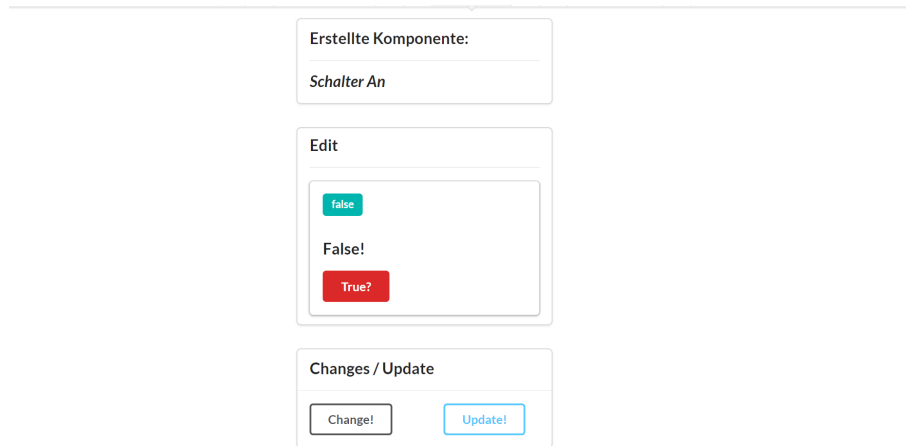 Erstellte Komponente:
Schalter An
Edit
false
False!
True?
Changes / Update
Change! Update!